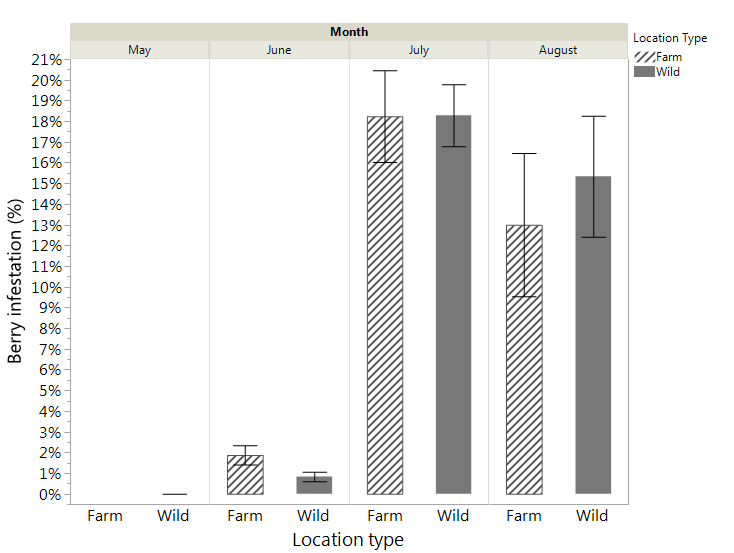 Month
May June July August
Location Type
Farm
Wild
21%
20%
19%
18%
17%
16%
15%
14%
13%
12%
11%
10%
9%
8%
7%
6%
5%
4%
3%
2%
1%
0%
Berry infestation (%)
Farm Wild Farm Wild Farm Wild Farm Wild
Location type